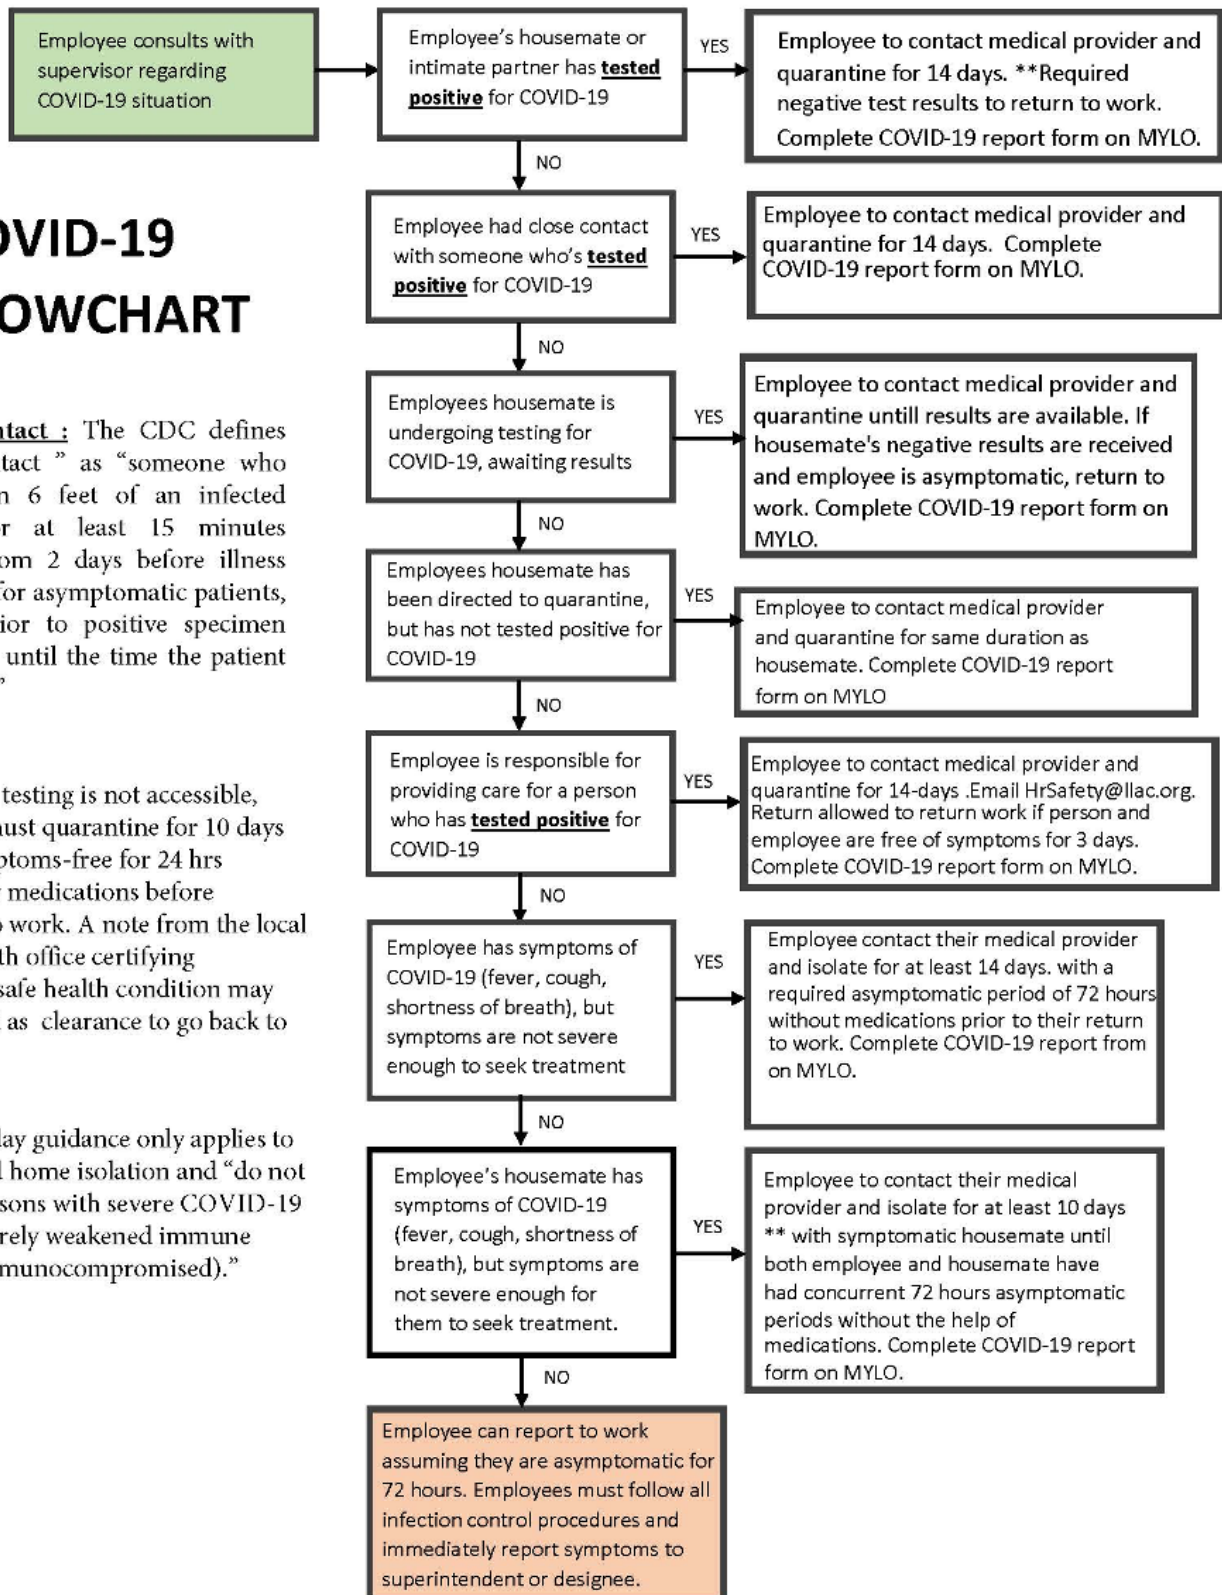 Employee consults with
supervisor regarding
COVID-19 situation
OVID-19
OWCHART
ntact : The CDC defines
tact ” as “someone who
n 6 feet of an infected
r at least 15 minutes
om 2 days before illness
for asymptomatic patients,
ior to positive specimen
until the time the patient
”
testing is not accessible,
nust quarantine for 10 days
ptoms-free for 24 hrs
medications before
o work. A note from the local
th office certifying
safe health condition may
as clearance to go back to
lay guidance only applies to
home isolation and “do not
sons with severe COVID-19
rely weakened immune
munocompromised).”
Employee’s housemate or
intimate partner has tested
positive for COVID-19
YES
Employee to contact medical provider and
quarantine for 14 days. **Required
negative test results to return to work.
Complete COVID-19 report form on MYLO.
NO
Employee had close contact
with someone who’s tested
positive for COVID-19
YES
Employee to contact medical provider and
quarantine for 14 days. Complete
COVID-19 report form on MYLO.
NO
Employees housemate is
undergoing testing for
COVID-19, awaiting results
YES
Employee to contact medical provider and
quarantine untill results are available. If
housemate's negative results are received
and employee is asymptomatic, return to
work. Complete COVID-19 report form on
MYLO.
NO
Employees housemate has
been directed to quarantine,
but has not tested positive for
COVID-19
YES
Employee to contact medical provider
and quarantine for same duration as
housemate. Complete COVID-19 report
form on MYLO
NO
Employee is responsible for
providing care for a person
who has tested positive for
COVID-19
YES
Employee to contact medical provider and
quarantine for 14-days .Email HrSafety@llac.org.
Return allowed to return work if person and
employee are free of symptoms for 3 days.
Complete COVID-19 report form on MYLO.
NO
Employee has symptoms of
COVID-19 (fever, cough,
shortness of breath), but
symptoms are not severe
enough to seek treatment
YES
Employee contact their medical provider
and isolate for at least 14 days. with a
required asymptomatic period of 72 hours
without medications prior to their return
to work. Complete COVID-19 report from
on MYLO.
NO
Employee’s housemate has
symptoms of COVID-19
(fever, cough, shortness of
breath), but symptoms are
not severe enough for
them to seek treatment.
YES
Employee to contact their medical
provider and isolate for at least 10 days
** with symptomatic housemate until
both employee and housemate have
had concurrent 72 hours asymptomatic
periods without the help of
medications. Complete COVID-19 report
form on MYLO.
NO
Employee can report to work
assuming they are asymptomatic for
72 hours. Employees must follow all
infection control procedures and
immediately report symptoms to
superintendent or designee.